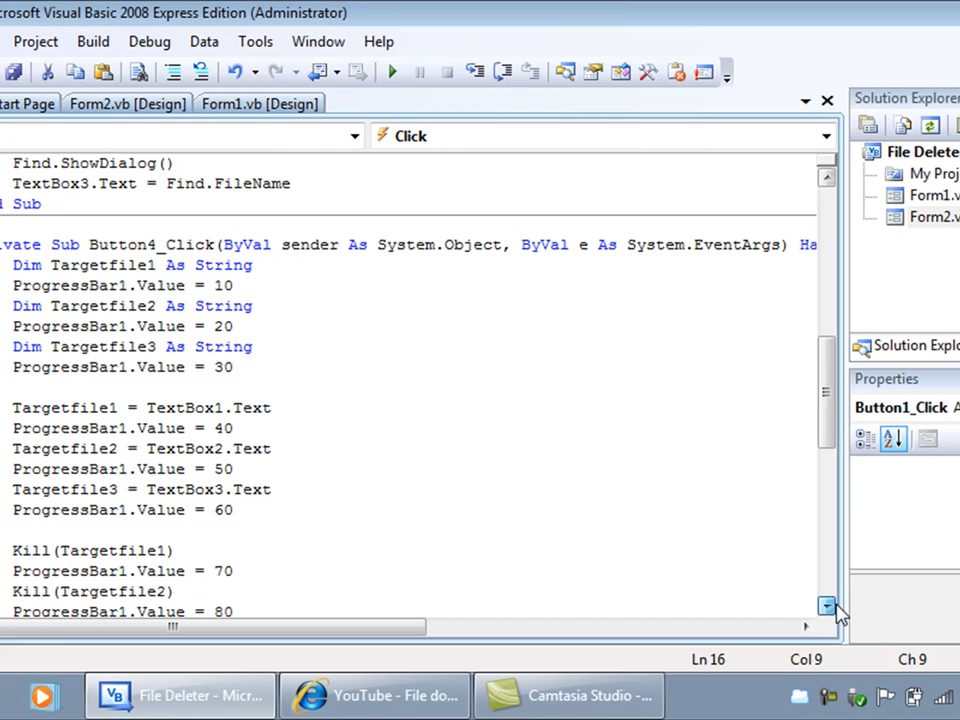 crosoft Visual Basic 2008 Express Edition (Administrator)
Project Build Debug Data Tools Window Help
tart Page Form2.vb [Design] Form1.vb [Design]
Solution Explorer
Click
File Delete
My Proj
Form1.v
Form2.v
Find.ShowDialog()
TextBox3.Text = Find.FileName
d Sub
ivate Sub Button4_Click(ByVal sender As System.Object, ByVal e As System.EventArgs) Ha
Dim Targetfile1 As String
ProgressBar1.Value = 10
Dim Targetfile2 As String
ProgressBar1.Value = 20
Dim Targetfile3 As String
ProgressBar1.Value = 30
Targetfile1 = TextBox1.Text
ProgressBar1.Value = 40
Targetfile2 = TextBox2.Text
ProgressBar1.Value = 50
Targetfile3 = TextBox3.Text
ProgressBar1.Value = 60
Kill(Targetfile1)
ProgressBar1.Value = 70
Kill(Targetfile2)
ProgressBar1.Value = 80
Solution Explo
Properties
Button1_Click A
Ln 16 Col 9 Ch 9
File Deleter - Micr... YouTube - File do... Camtasia Studio -...